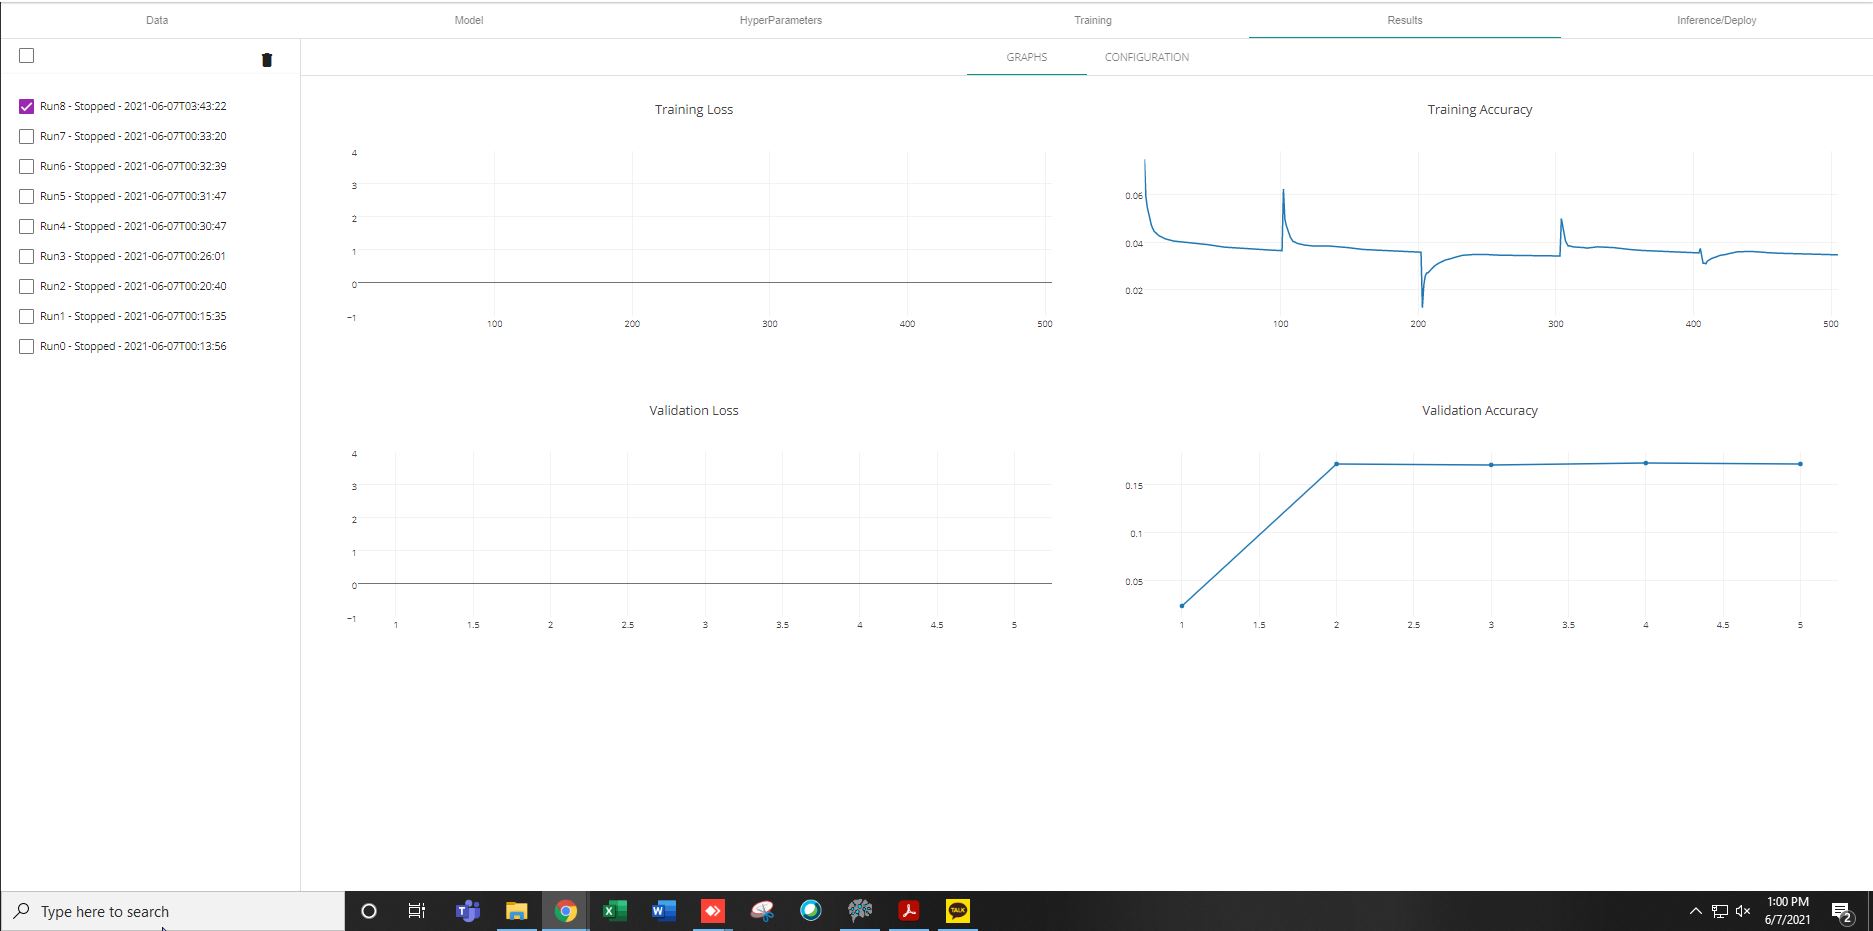 Data Model HyperParameters Training Results Inference/Deploy
GRAPHS CONFIGURATION
Run8 - Stopped - 2021-06-07T03:43:22
Run7 - Stopped - 2021-06-07T00:33:20
Run6 - Stopped - 2021-06-07T00:32:39
Run5 - Stopped - 2021-06-07T00:31:47
Run4 - Stopped - 2021-06-07T00:30:47
Run3 - Stopped - 2021-06-07T00:26:01
Run2 - Stopped - 2021-06-07T00:20:40
Run1 - Stopped - 2021-06-07T00:15:35
Run0 - Stopped - 2021-06-07T00:13:56
Training Loss
4
3
2
1
0
−1
100 200 300 400 500
Training Accuracy
0.06
0.04
0.02
100 200 300 400 500
Validation Loss
4
3
2
1
0
−1
1 1.5 2 2.5 3 3.5 4 4.5 5
Validation Accuracy
0.15
0.1
0.05
1 1.5 2 2.5 3 3.5 4 4.5 5
Type here to search
TALK
1:00 PM
6/7/2021
2